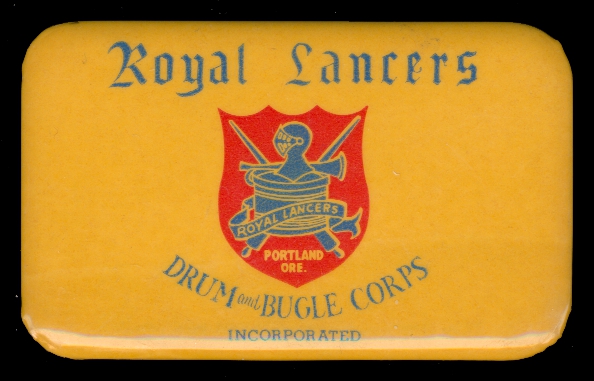 Royal Lancers
ROYAL LANCERS
PORTLAND
ORE.
DRUM and BUGLE CORPS
INCORPORATED